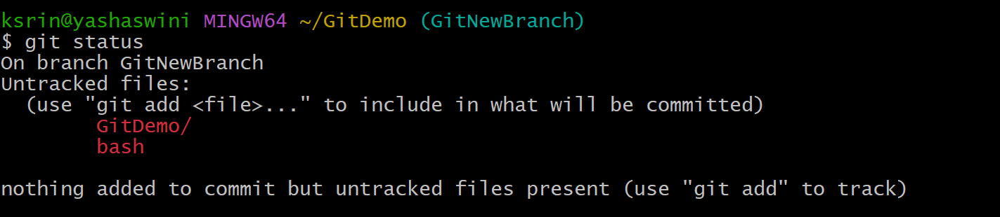 ksrin@yashaswini MINGW64 ~/GitDemo (GitNewBranch)
$ git status
On branch GitNewBranch
Untracked files:
  (use "git add <file>..." to include in what will be committed)
        GitDemo/
        bash

nothing added to commit but untracked files present (use "git add" to track)